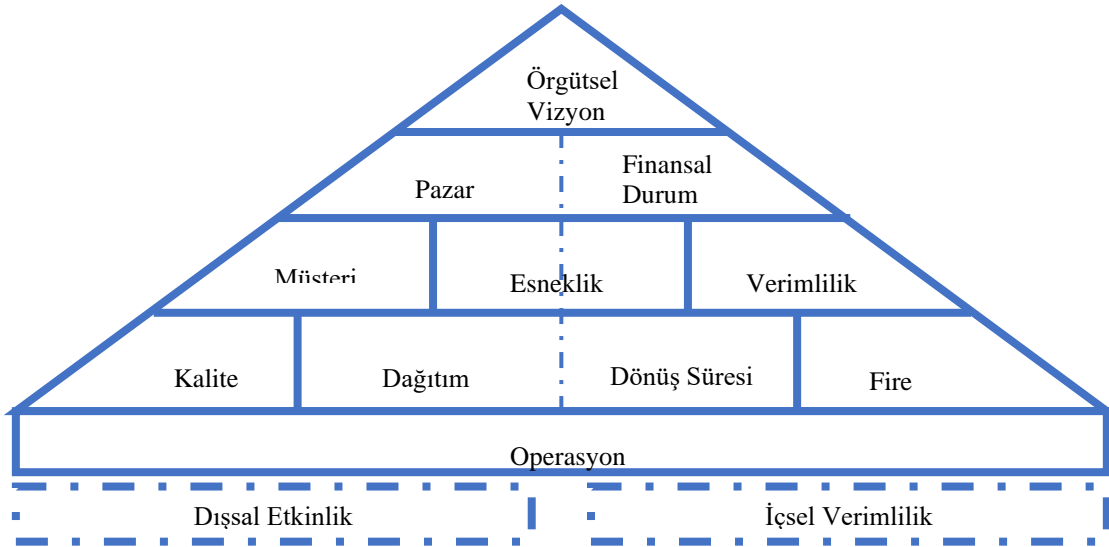 Örgütsel
Vizyon
Pazar
Finansal
Durum
Müşteri
Esneklik
Verimlilik
Kalite
Dağıtım
Dönüş Süresi
Fire
Operasyon
Dışsal Etkinlik
İçsel Verimlilik